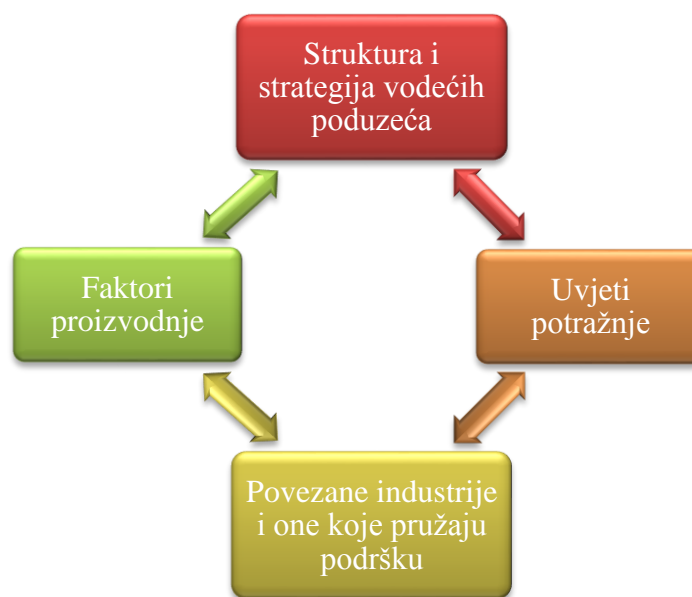 Struktura i
strategija vodećih
poduzeća
Faktori
proizvodnje
Uvjeti
potražnje
Povezane industrije
i one koje pružaju
podršku